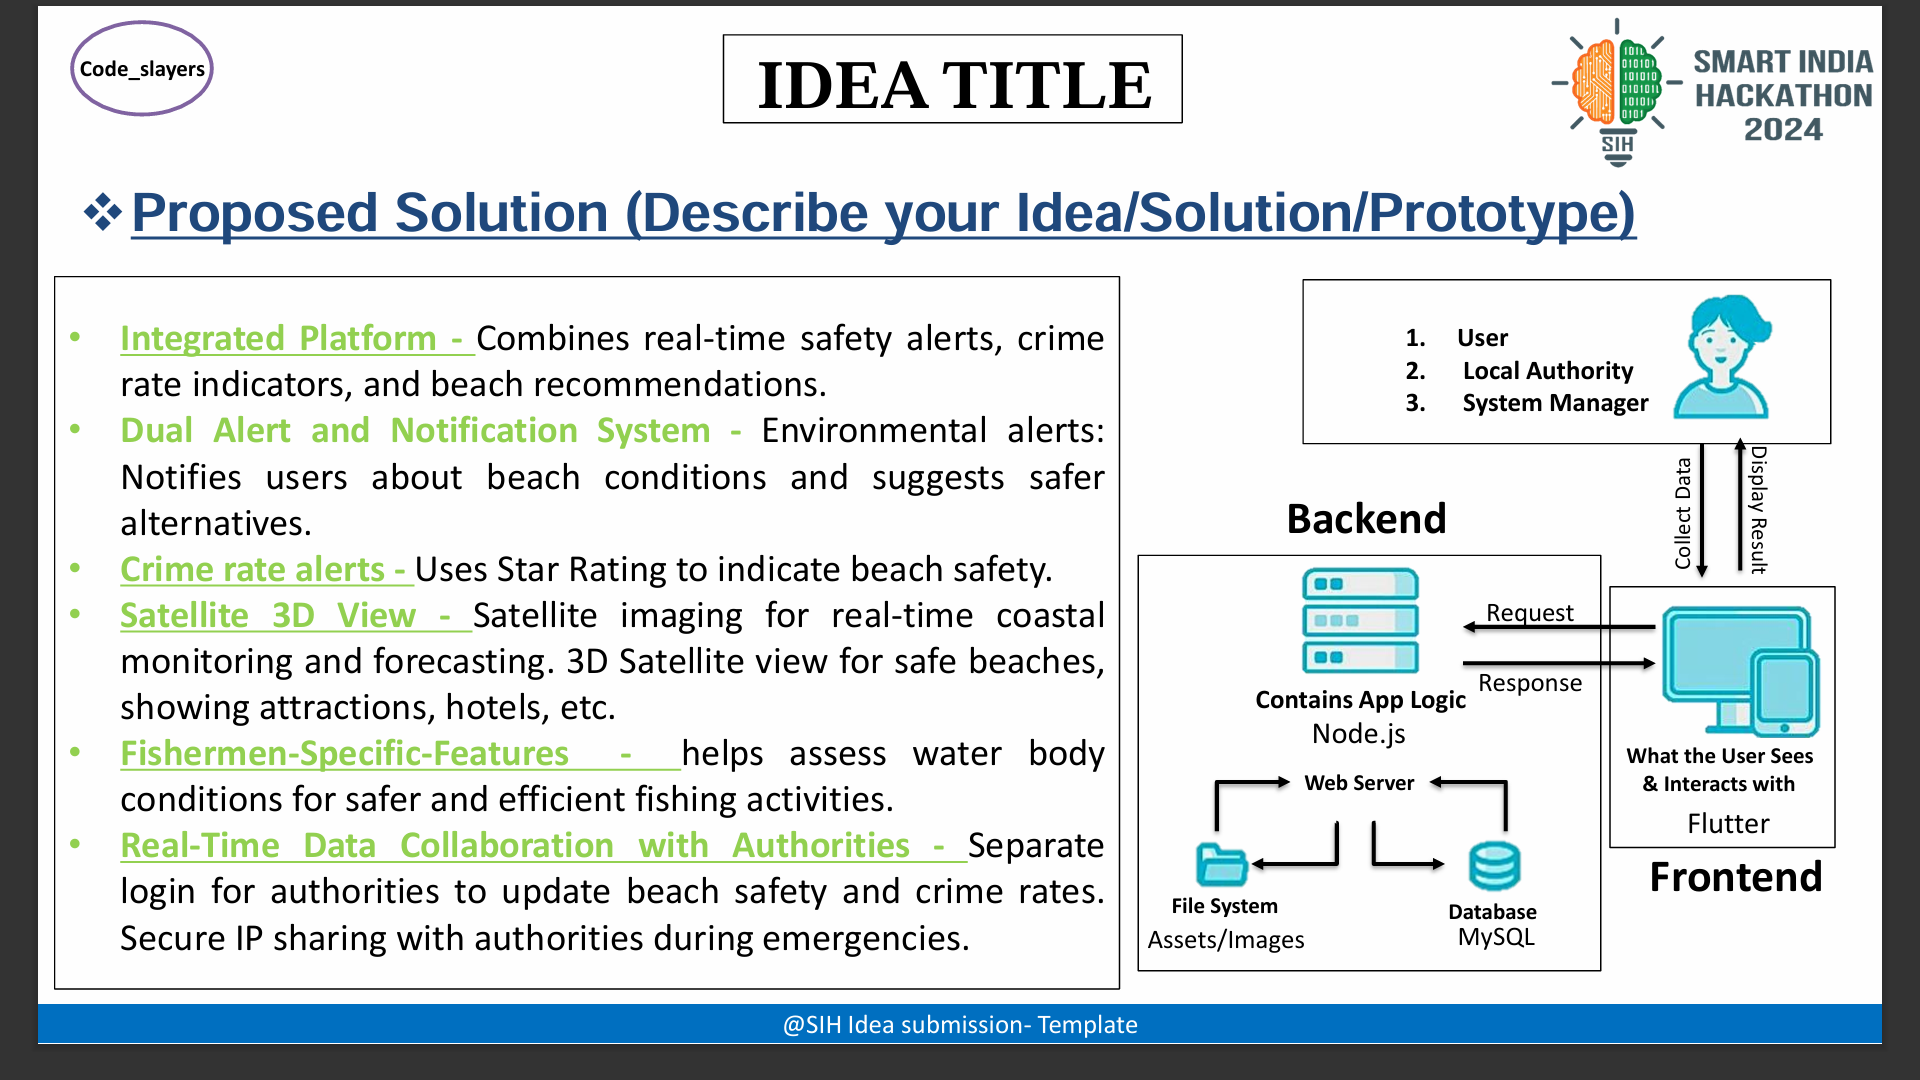 Code_slayers
IDEA TITLE
SMART INDIA
HACKATHON
2024
SIH
❖Proposed Solution (Describe your Idea/Solution/Prototype)
• Integrated Platform - Combines real-time safety alerts, crime
rate indicators, and beach recommendations.
• Dual Alert and Notification System - Environmental alerts:
Notifies users about beach conditions and suggests safer
alternatives.
• Crime rate alerts - Uses Star Rating to indicate beach safety.
• Satellite 3D View - Satellite imaging for real-time coastal
monitoring and forecasting. 3D Satellite view for safe beaches,
showing attractions, hotels, etc.
• Fishermen-Specific-Features - helps assess water body
conditions for safer and efficient fishing activities.
• Real-Time Data Collaboration with Authorities - Separate
login for authorities to update beach safety and crime rates.
Secure IP sharing with authorities during emergencies.
1. User
2. Local Authority
3. System Manager
Collect Data
Display Result
Backend
Request
Response
Contains App Logic
Node.js
Web Server
File System
Assets/Images
Database
MySQL
What the User Sees
& Interacts with
Flutter
Frontend
@SIH Idea submission- Template